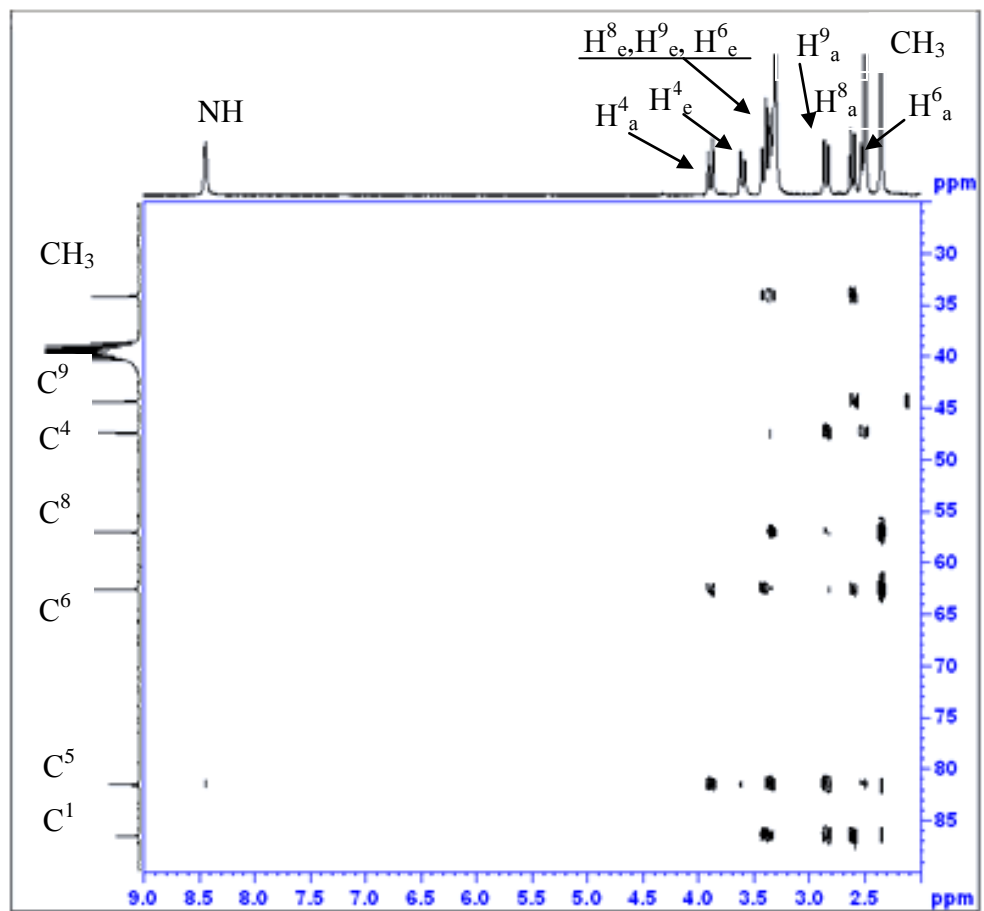 H⁸ₑ,H⁹ₑ, H⁶ₑ
H⁹ₐ
CH₃
NH
H⁴ₐ
H⁴ₑ
H⁸ₐ
H⁶ₐ
ppm
CH₃
C⁹
C⁴
C⁸
C⁶
C⁵
C¹
30
35
40
45
50
55
60
65
70
75
80
85
9.0 8.5 8.0 7.5 7.0 6.5 6.0 5.5 5.0 4.5 4.0 3.5 3.0 2.5 ppm